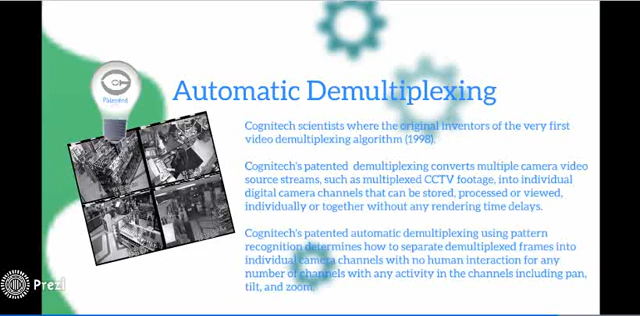 Patented
Automatic Demultiplexing
Cognitech scientists where the original inventors of the very first
video demultiplexing algorithm (1998).
Cognitech's patented demultiplexing converts multiple camera video
source streams, such as multiplexed CCTV footage, into individual
digital camera channels that can be stored, processed or viewed,
individually or together without any rendering time delays.
Cognitech's patented automatic demultiplexing using pattern
recognition determines how to separate demultiplexed frames into
individual camera channels with no human interaction for any
number of channels with any activity in the channels including pan,
tilt, and zoom.
Prezi